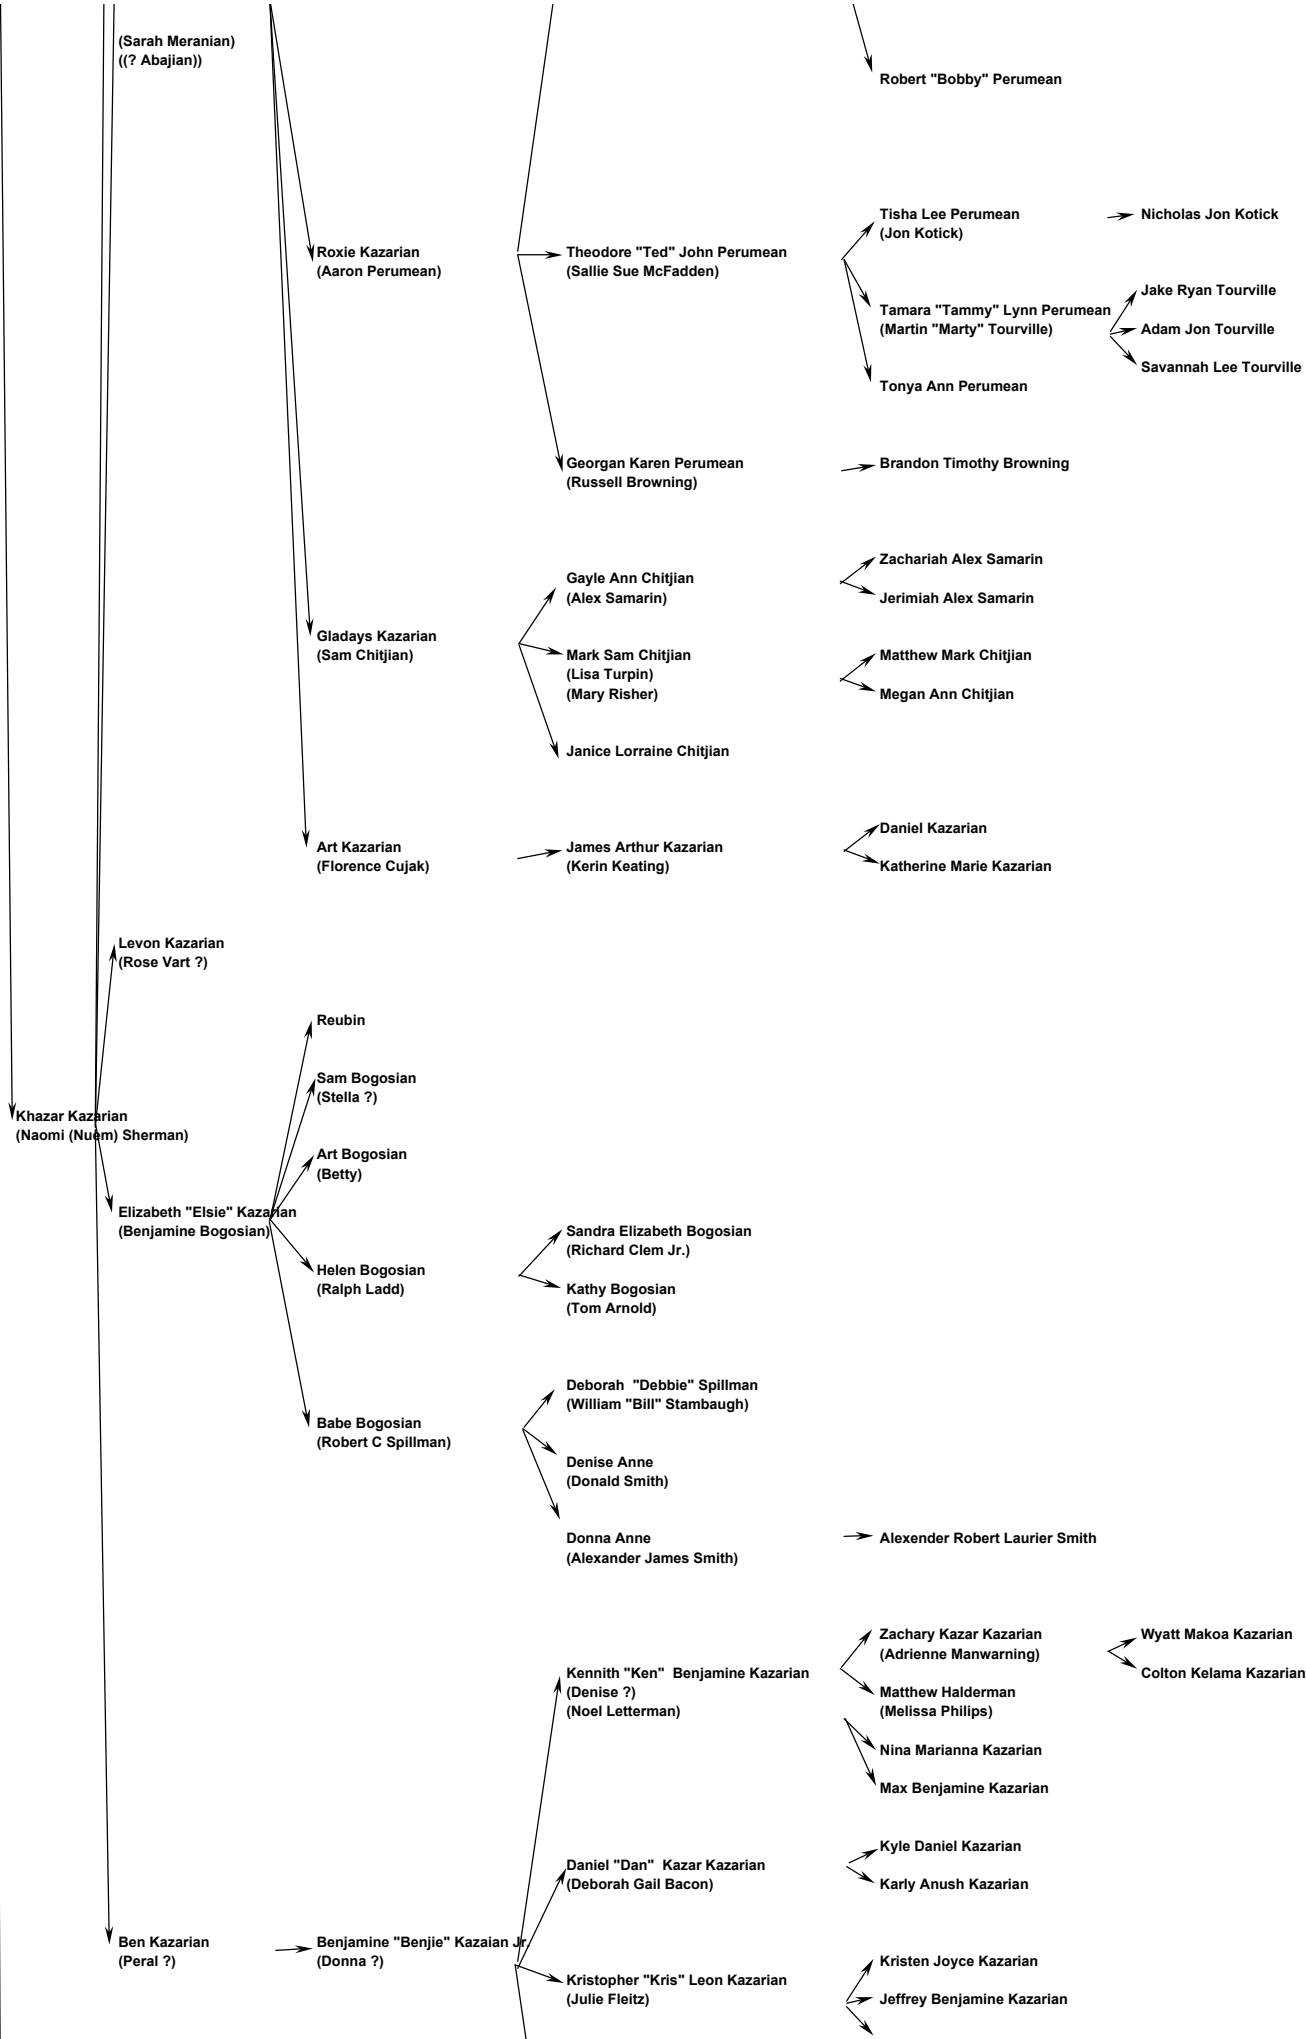 (Sarah Meranian)
((? Abajian))
Robert "Bobby" Perumean
Tisha Lee Perumean
(Jon Kotick)
Nicholas Jon Kotick
Roxie Kazarian
(Aaron Perumean)
Theodore "Ted" John Perumean
(Sallie Sue McFadden)
Tamara "Tammy" Lynn Perumean
(Martin "Marty" Tourville)
Jake Ryan Tourville
Adam Jon Tourville
Savannah Lee Tourville
Tonya Ann Perumean
Georgan Karen Perumean
(Russell Browning)
Brandon Timothy Browning
Gayle Ann Chitjian
(Alex Samarin)
Zachariah Alex Samarin
Jerimiah Alex Samarin
Gladays Kazarian
(Sam Chitjian)
Mark Sam Chitjian
(Lisa Turpin)
(Mary Risher)
Matthew Mark Chitjian
Megan Ann Chitjian
Janice Lorraine Chitjian
Art Kazarian
(Florence Cujak)
James Arthur Kazarian
(Kerin Keating)
Daniel Kazarian
Katherine Marie Kazarian
Levon Kazarian
(Rose Vart ?)
Reubin
Sam Bogosian
(Stella ?)
Khazar Kazarian
(Naomi (Nuem) Sherman)
Art Bogosian
(Betty)
Elizabeth "Elsie" Kazarian
(Benjamine Bogosian)
Helen Bogosian
(Ralph Ladd)
Sandra Elizabeth Bogosian
(Richard Clem Jr.)
Kathy Bogosian
(Tom Arnold)
Babe Bogosian
(Robert C Spillman)
Deborah  "Debbie" Spillman
(William "Bill" Stambaugh)
Denise Anne
(Donald Smith)
Donna Anne
(Alexander James Smith)
Alexender Robert Laurier Smith
Kennith "Ken"  Benjamine Kazarian
(Denise ?)
(Noel Letterman)
Zachary Kazar Kazarian
(Adrienne Manwarning)
Wyatt Makoa Kazarian
Colton Kelama Kazarian
Matthew Halderman
(Melissa Philips)
Nina Marianna Kazarian
Max Benjamine Kazarian
Daniel "Dan"  Kazar Kazarian
(Deborah Gail Bacon)
Kyle Daniel Kazarian
Karly Anush Kazarian
Ben Kazarian
(Peral ?)
Benjamine "Benjie" Kazaian Jr.
(Donna ?)
Kristopher "Kris" Leon Kazarian
(Julie Fleitz)
Kristen Joyce Kazarian
Jeffrey Benjamine Kazarian